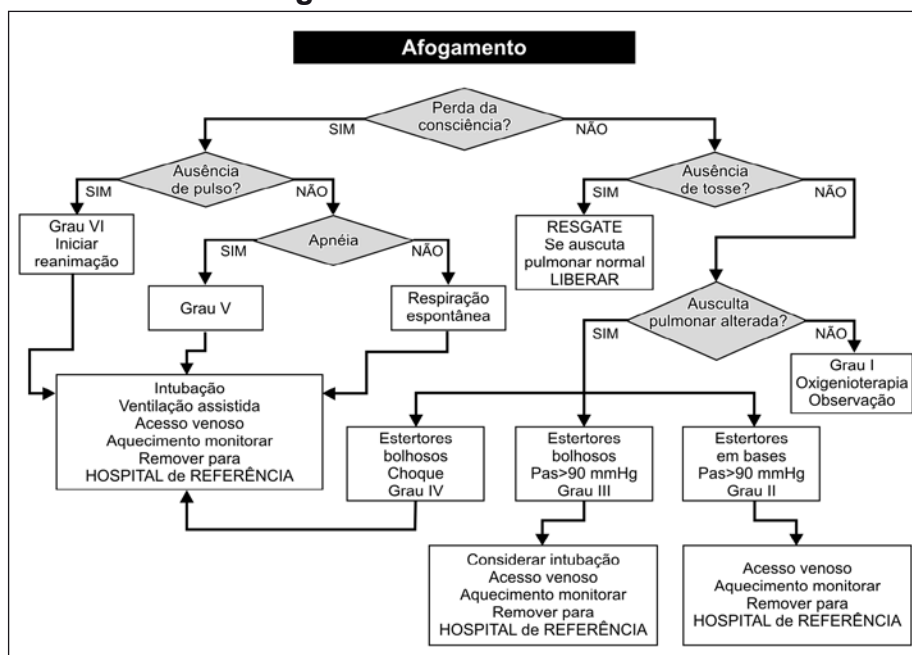 Afogamento
Perda da
consciência?
SIM
NÃO
Ausência
de pulso?
SIM
NÃO
Ausência
de tosse?
SIM
NÃO
Grau VI
Iniciar
reanimação
Apnéia
SIM
NÃO
RESGATE
Se auscuta
pulmonar normal
LIBERAR
Grau V
Respiração
espontânea
Ausculta
pulmonar alterada?
SIM
NÃO
Grau I
Oxigenioterapia
Observação
Intubação
Ventilação assistida
Acesso venoso
Aquecimento monitorar
Remover para
HOSPITAL de REFERÊNCIA
Estertores
bolhosos
Choque
Grau IV
Estertores
bolhosos
Pas>90 mmHg
Grau III
Estertores
em bases
Pas>90 mmHg
Grau II
Considerar intubação
Acesso venoso
Aquecimento monitorar
Remover para
HOSPITAL de REFERÊNCIA
Acesso venoso
Aquecimento monitorar
Remover para
HOSPITAL de REFERÊNCIA